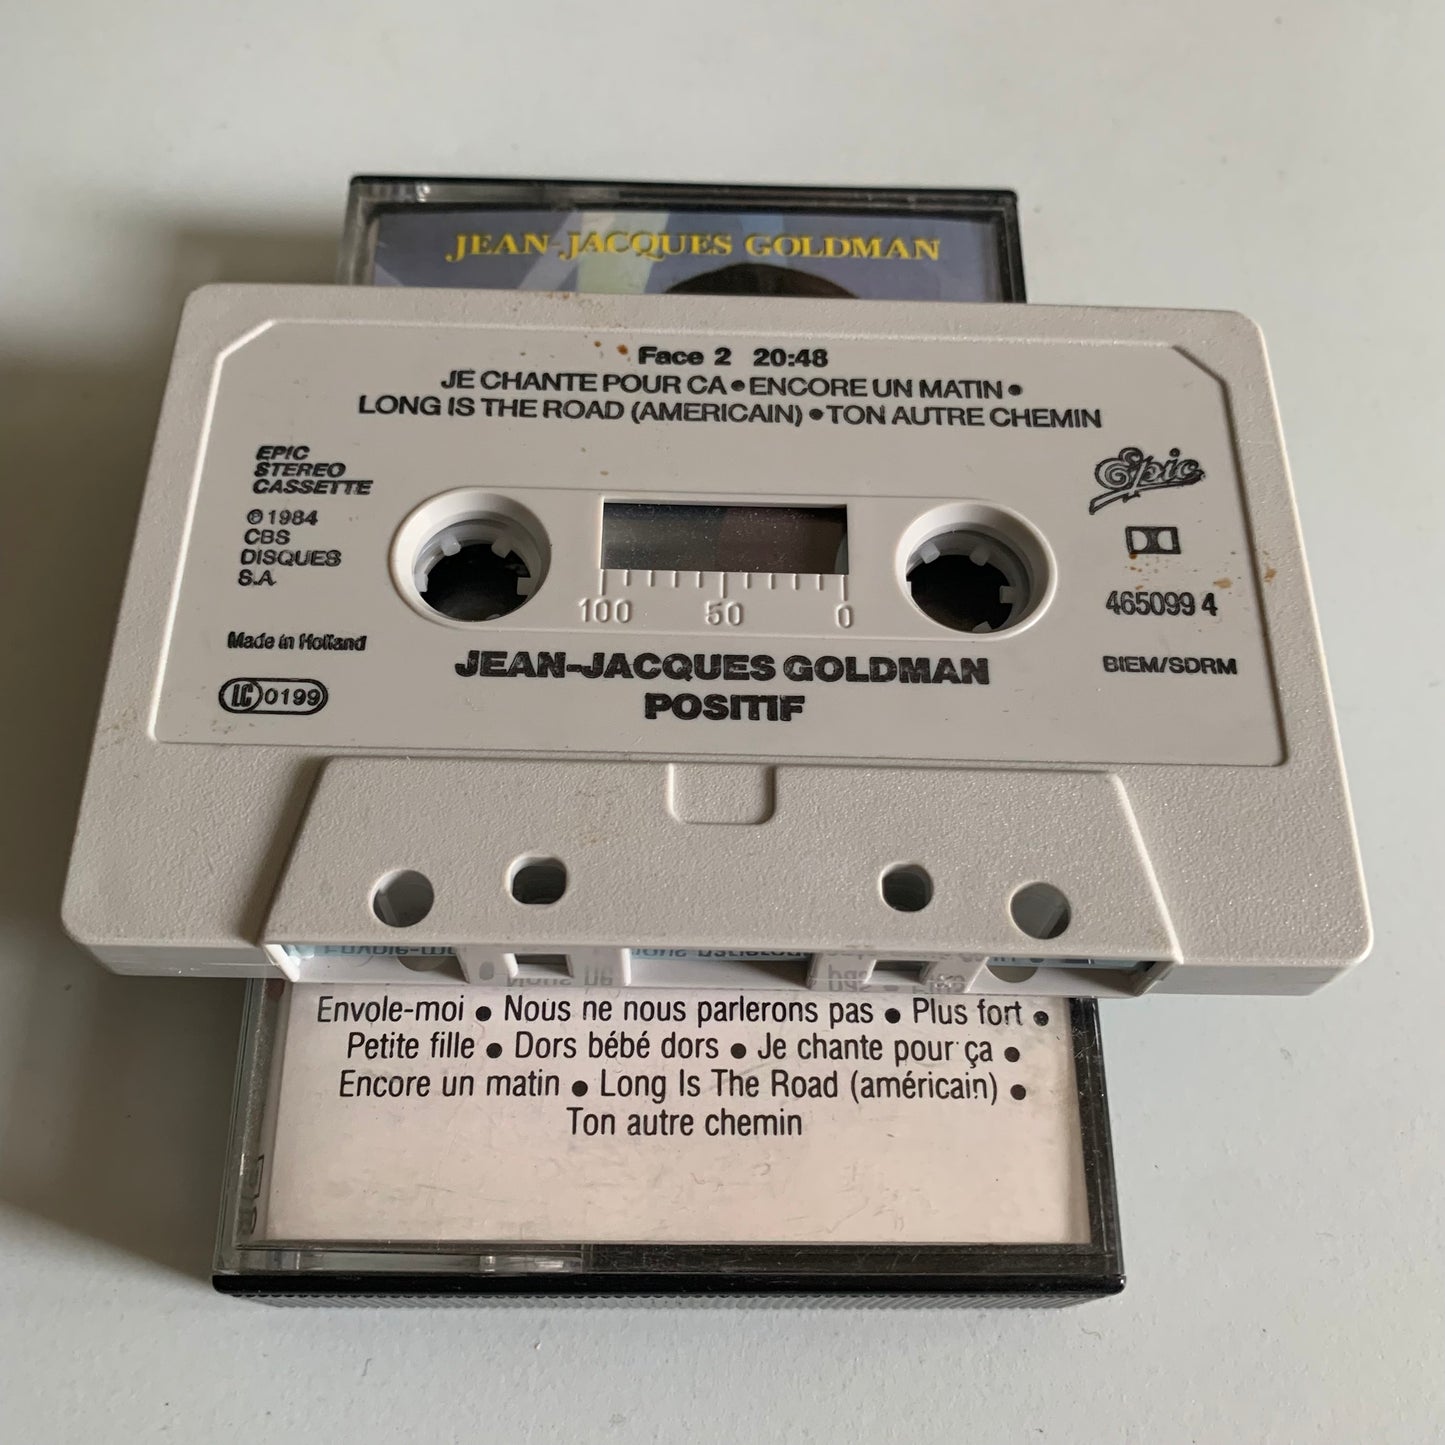 JEAN-JACQUES GOLDMAN
Face 2 20:48
JE CHANTE POUR CA • ENCORE UN MATIN •
LONG IS THE ROAD (AMERICAIN) • TON AUTRE CHEMIN
EPIC
STEREO
CASSETTE
℗ 1984
CBS
DISQUES
S.A.
Made in Holland
LC 0199
100 50 0
Epic
465099 4
BIEM/SDRM
JEAN-JACQUES GOLDMAN
POSITIF
Envole-moi • Nous ne nous parlerons pas • Plus fort •
Petite fille • Dors bébé dors • Je chante pour ça •
Encore un matin • Long Is The Road (américain) •
Ton autre chemin